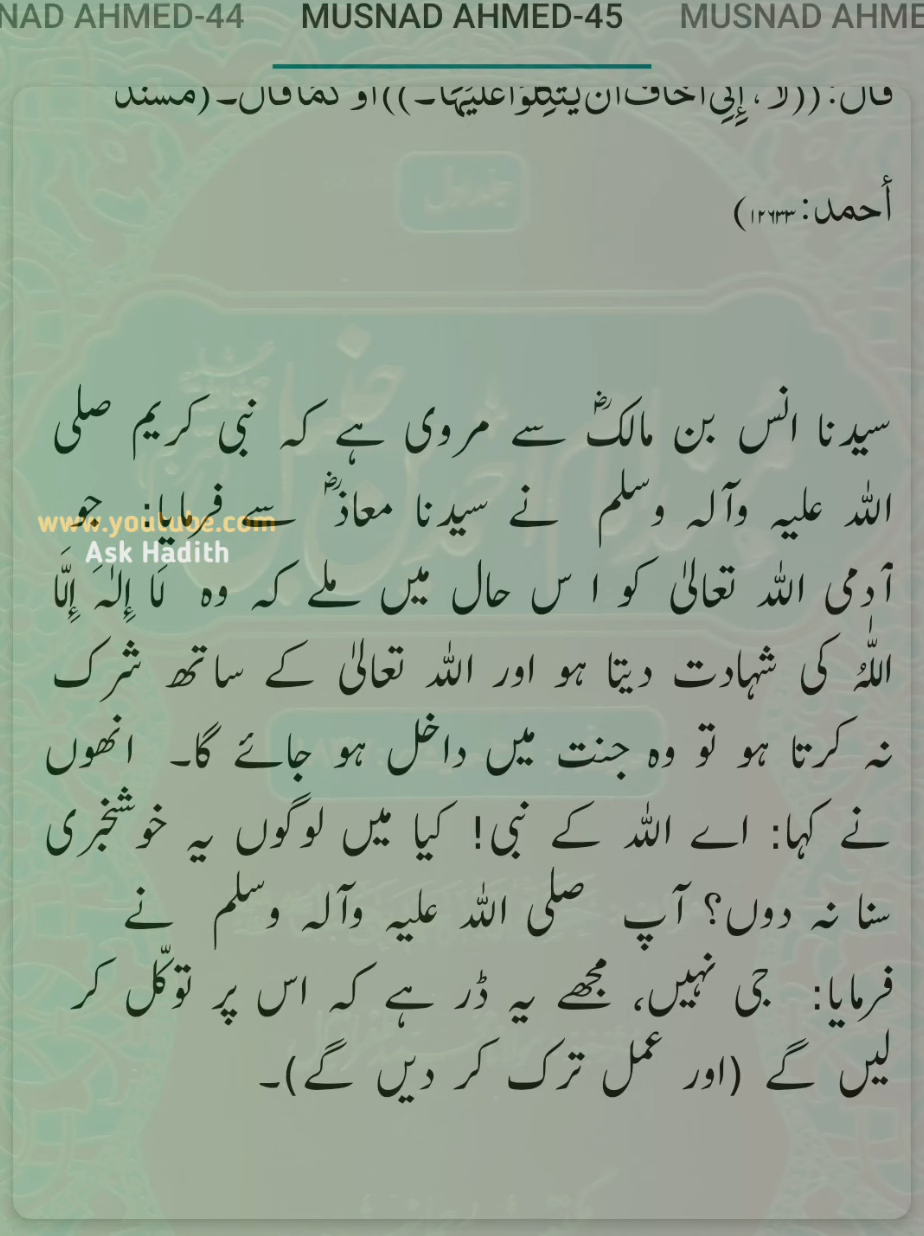 NAD AHMED-44 MUSNAD AHMED-45 MUSNAD AHME
قال: ((لا، إني أخاف أن يتكلوا عليها۔)) أو كما قال۔ (مسند
أحمد: ۱۲۶۳۳)
سیدنا انس بن مالکؓ سے مروی ہے کہ نبی کریم صلی
اللہ علیہ وآلہ وسلم نے سیدنا معاذؓ سے فرمایا: جو
www.youtube.com
Ask Hadith
آدمی اللہ تعالیٰ کو ا س حال میں ملے کہ وہ لَا إِلٰہَ إِلَّا
اللّٰہُ کی شہادت دیتا ہو اور اللہ تعالیٰ کے ساتھ شرک
نہ کرتا ہو تو وہ جنت میں داخل ہو جائے گا۔ انھوں
نے کہا: اے اللہ کے نبی! کیا میں لوگوں یہ خوشخبری
سنا نہ دوں؟ آپ صلی اللہ علیہ وآلہ وسلم نے
فرمایا: جی نہیں، مجھے یہ ڈر ہے کہ اس پر توکّل کر
لیں گے (اور عمل ترک کر دیں گے)۔